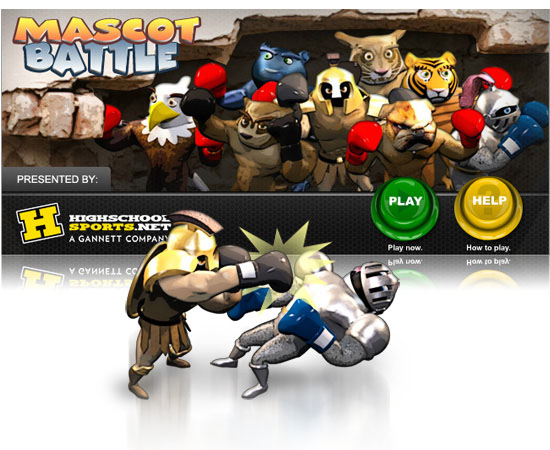 MASCOT
BATTLE
PRESENTED BY:
H
HIGHSCHOOL
SPORTS.NET
A GANNETT COMPANY
PLAY
Play now.
HELP
How to play.